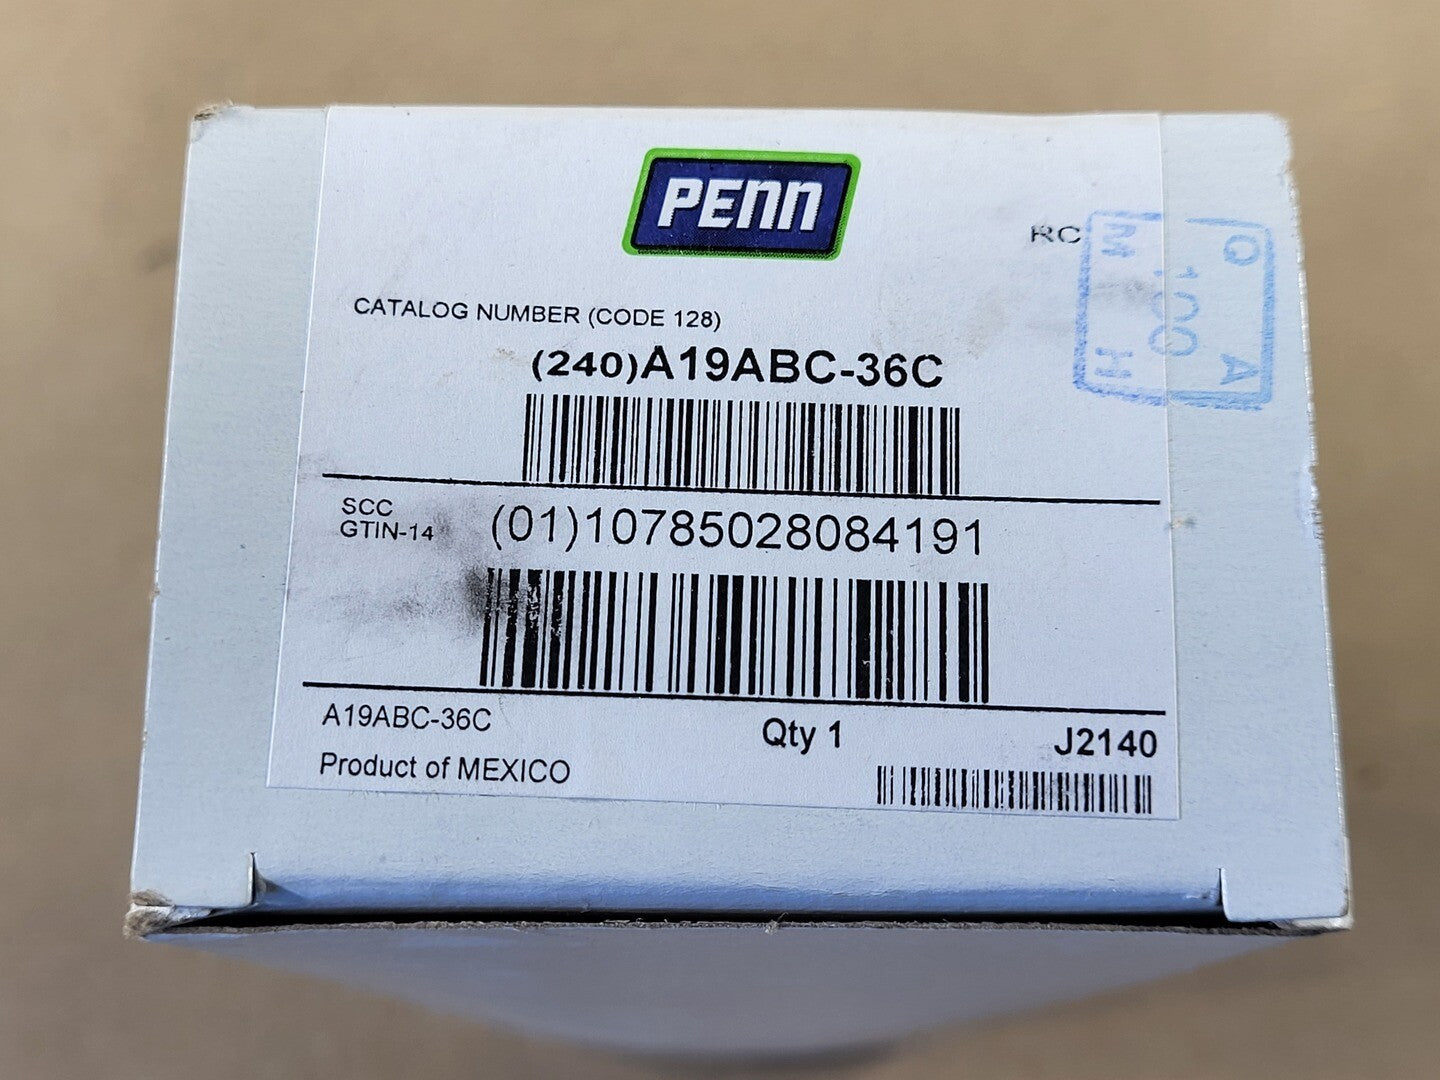 PENN
RC
Q A
100
M H
CATALOG NUMBER (CODE 128)
(240)A19ABC-36C
SCC
GTIN-14
(01)10785028084191
A19ABC-36C
Qty 1
J2140
Product of MEXICO